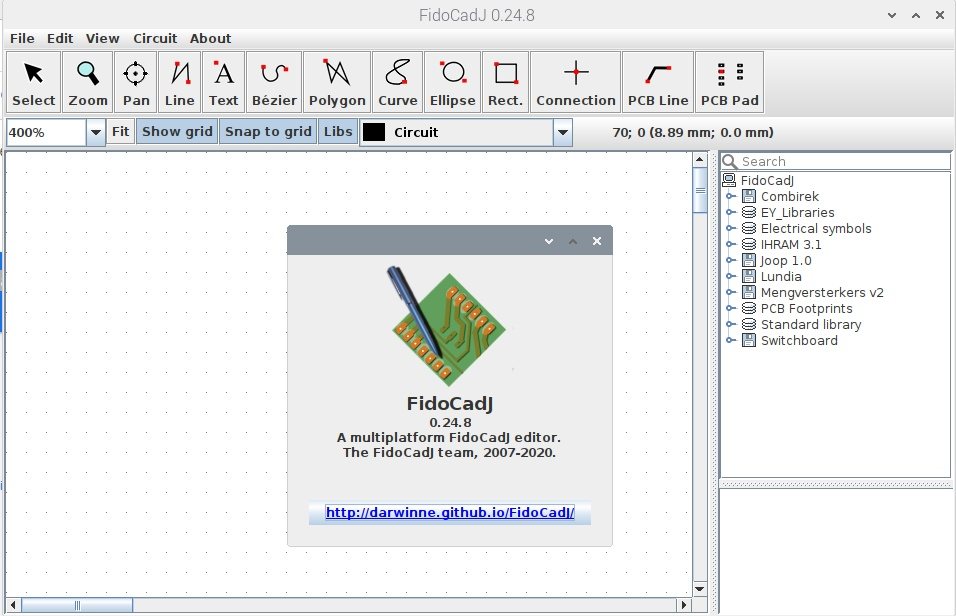 FidoCadJ 0.24.8
File Edit View Circuit About
Select Zoom Pan Line Text Bézier Polygon Curve Ellipse Rect. Connection PCB Line PCB Pad
400% Fit Show grid Snap to grid Libs Circuit 70; 0 (8.89 mm; 0.0 mm)
Search
FidoCadJ
Combirek
EY_Libraries
Electrical symbols
IHRAM 3.1
Joop 1.0
Lundia
Mengversterkers v2
PCB Footprints
Standard library
Switchboard
FidoCadJ
0.24.8
A multiplatform FidoCadJ editor.
The FidoCadJ team, 2007-2020.
http://darwinne.github.io/FidoCadJ/